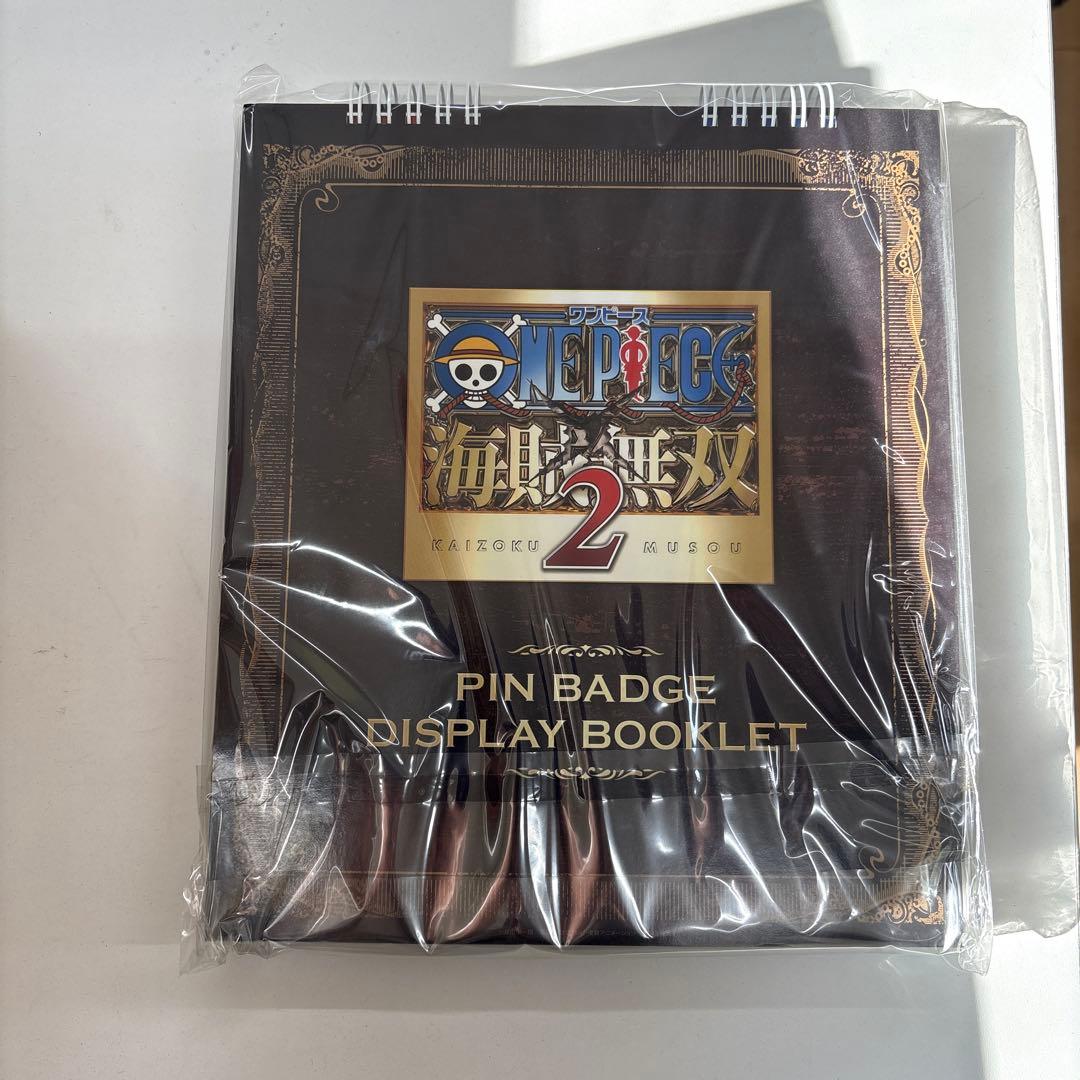 ワンピース
ONE PIECE
海賊無双
2
KAIZOKU MUSOU
PIN BADGE
DISPLAY BOOKLET